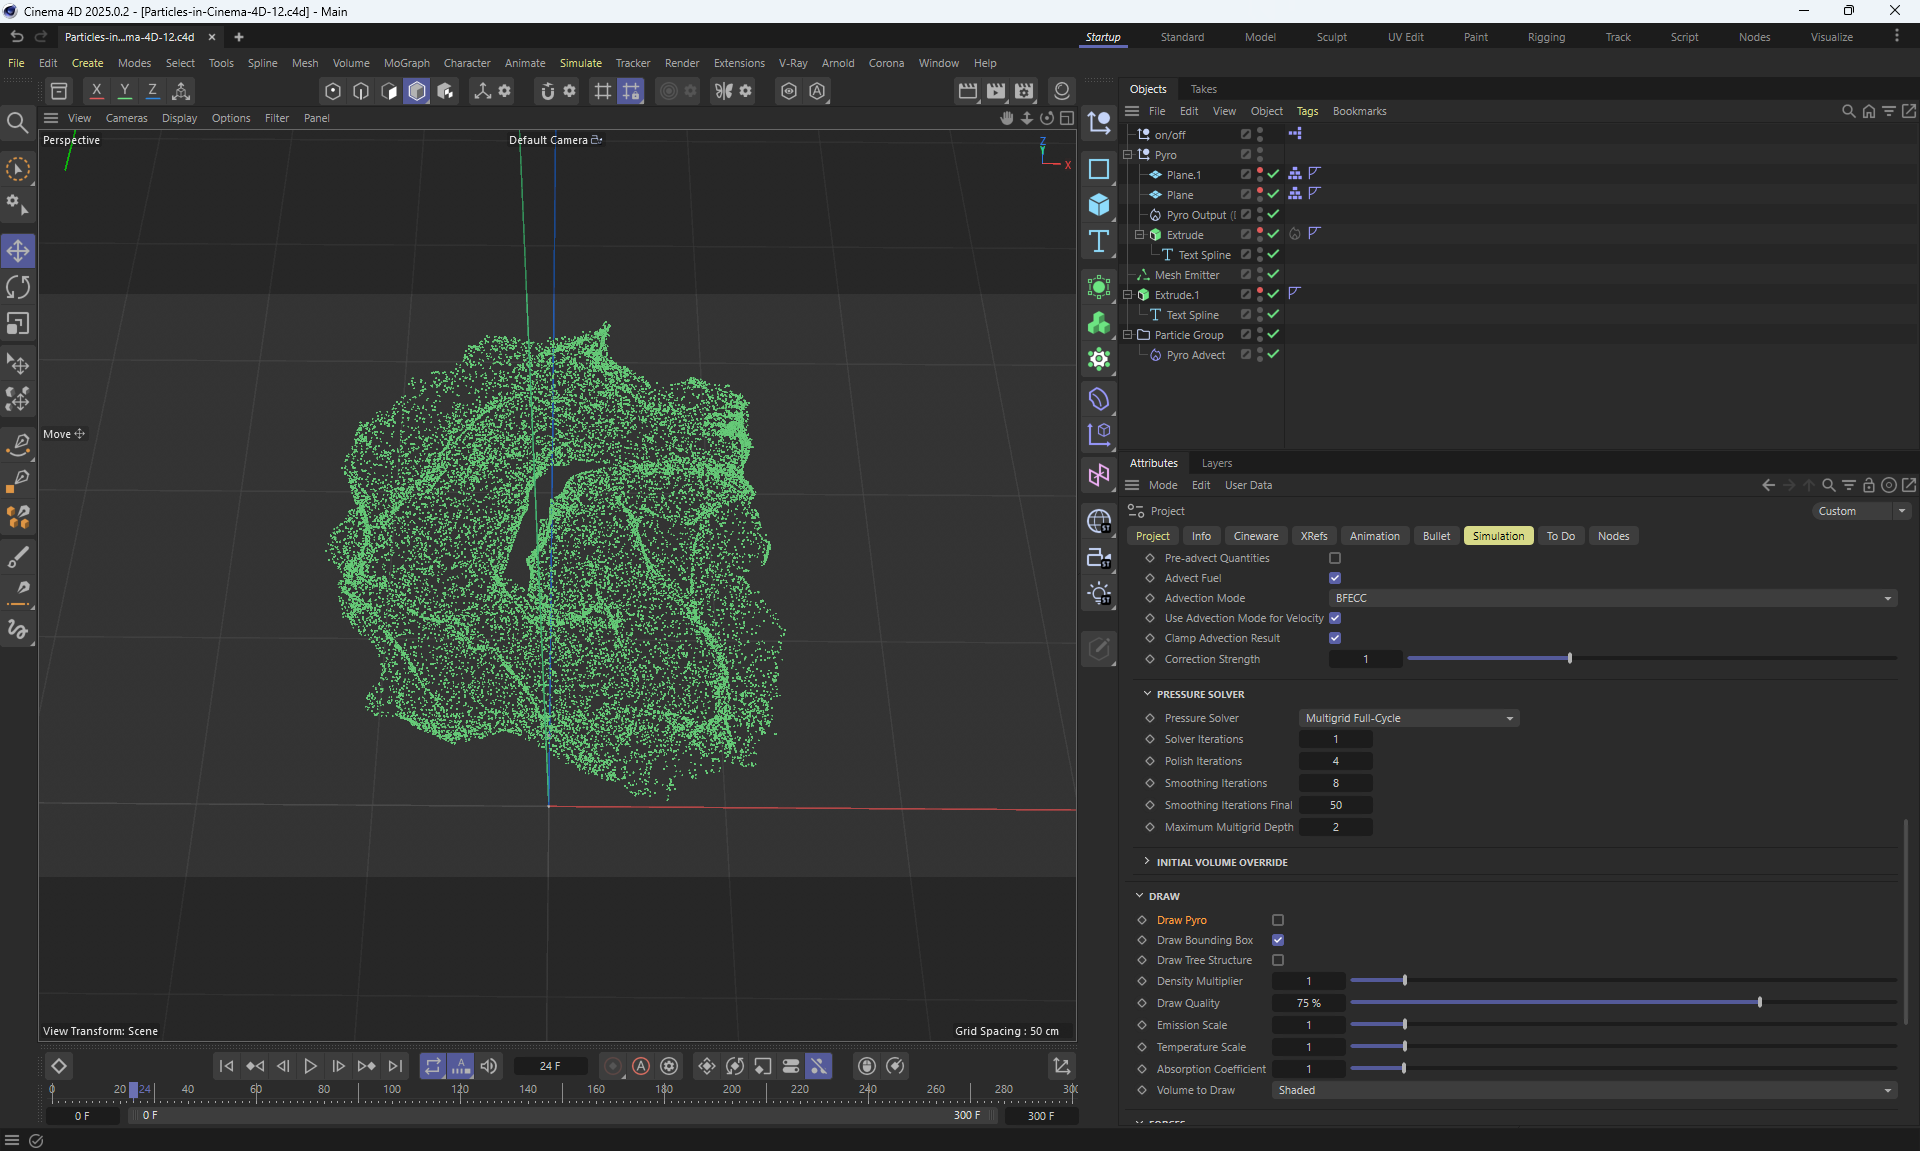 Cinema 4D 2025.0.2 - [Particles-in-Cinema-4D-12.c4d] - Main
Particles-in...ma-4D-12.c4d
Startup Standard Model Sculpt UV Edit Paint Rigging Track Script Nodes Visualize
File Edit Create Modes Select Tools Spline Mesh Volume MoGraph Character Animate Simulate Tracker Render Extensions V-Ray Arnold Corona Window Help
X Y Z
View Cameras Display Options Filter Panel
Perspective
Default Camera
Z
Y
X
Move
View Transform: Scene
Grid Spacing : 50 cm
Objects Takes
File Edit View Object Tags Bookmarks
on/off
Pyro
Plane.1
Plane
Pyro Output (
Extrude
Text Spline
Mesh Emitter
Extrude.1
Text Spline
Particle Group
Pyro Advect
ST
ST
ST
Attributes Layers
Mode Edit User Data
Project
Custom
Project Info Cineware XRefs Animation Bullet Simulation To Do Nodes
Pre-advect Quantities
Advect Fuel
Advection Mode BFECC
Use Advection Mode for Velocity
Clamp Advection Result
Correction Strength 1
PRESSURE SOLVER
Pressure Solver Multigrid Full-Cycle
Solver Iterations 1
Polish Iterations 4
Smoothing Iterations 8
Smoothing Iterations Final 50
Maximum Multigrid Depth 2
INITIAL VOLUME OVERRIDE
DRAW
Draw Pyro
Draw Bounding Box
Draw Tree Structure
Density Multiplier 1
Draw Quality 75 %
Emission Scale 1
Temperature Scale 1
Absorption Coefficient 1
Volume to Draw Shaded
FORCES
24 F
0 20 24 40 60 80 100 120 140 160 180 200 220 240 260 280 30
0 F 0 F 300 F 300 F